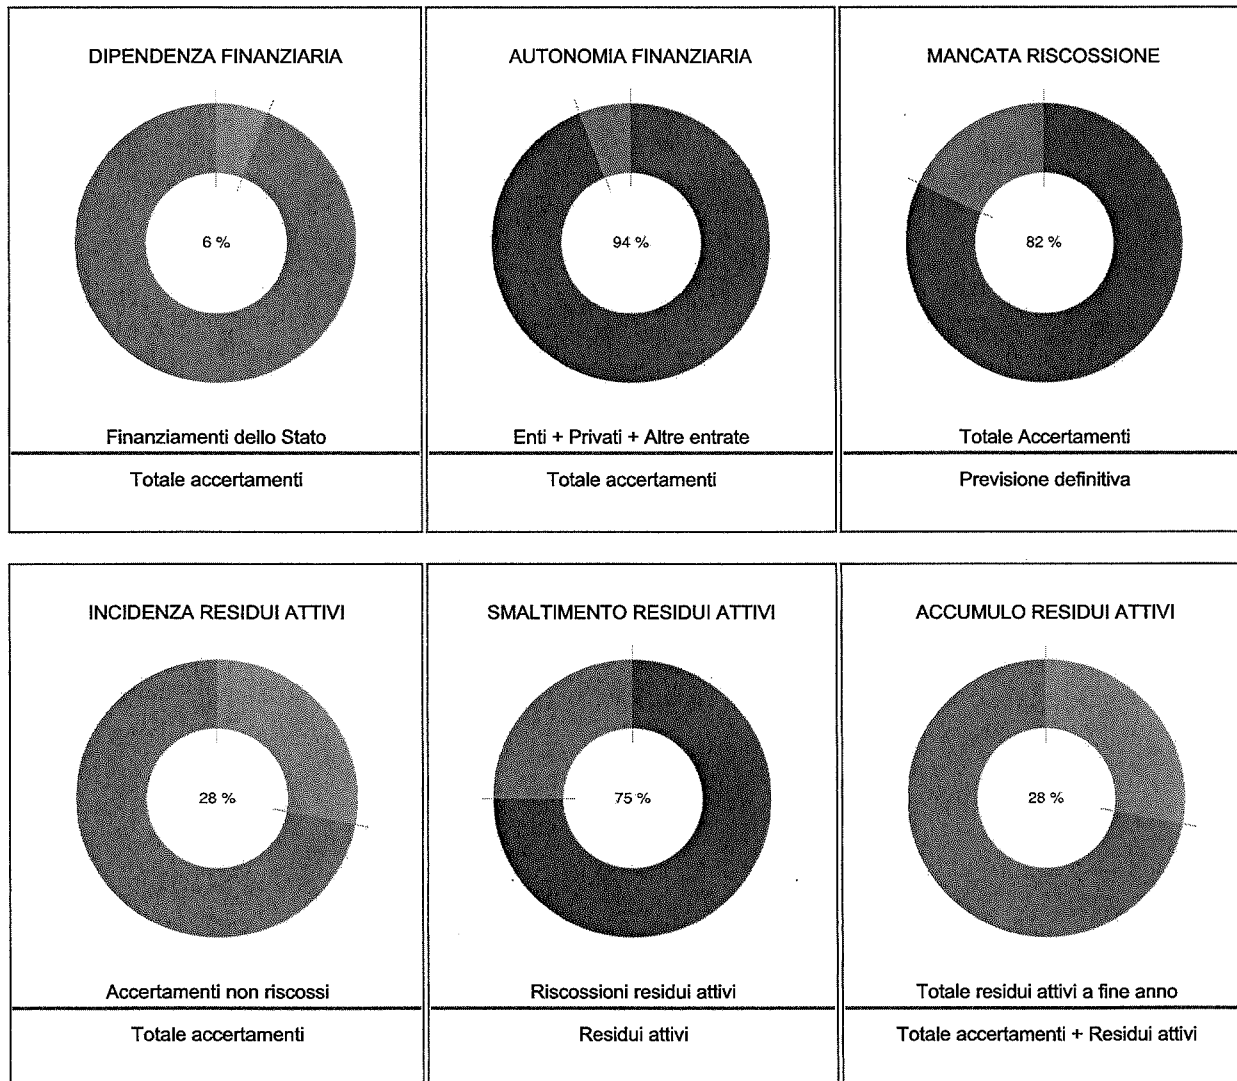 DIPENDENZA FINANZIARIA
6 %
Finanziamenti dello Stato
Totale accertamenti
AUTONOMIA FINANZIARIA
94 %
Enti + Privati + Altre entrate
Totale accertamenti
MANCATA RISCOSSIONE
82 %
Totale Accertamenti
Previsione definitiva
INCIDENZA RESIDUI ATTIVI
28 %
Accertamenti non riscossi
Totale accertamenti
SMALTIMENTO RESIDUI ATTIVI
75 %
Riscossioni residui attivi
Residui attivi
ACCUMULO RESIDUI ATTIVI
28 %
Totale residui attivi a fine anno
Totale accertamenti + Residui attivi